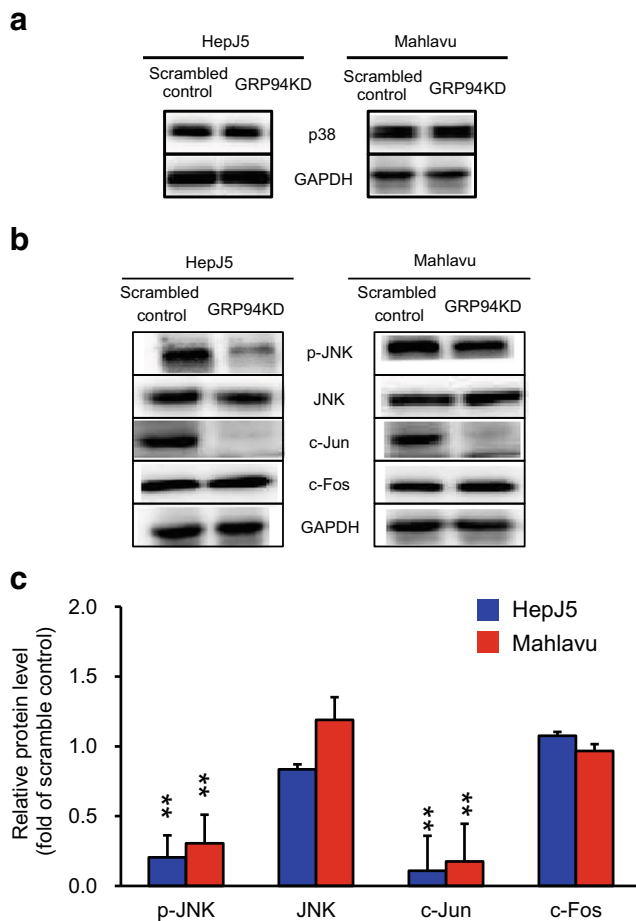 a
HepJ5
Mahlavu
Scrambled
control
GRP94KD
Scrambled
control
GRP94KD
p38
GAPDH
b
HepJ5
Mahlavu
Scrambled
control
GRP94KD
Scrambled
control
GRP94KD
p-JNK
JNK
c-Jun
c-Fos
GAPDH
c
Relative protein level
(fold of scramble control)
2.0
1.5
1.0
0.5
0.0
HepJ5
Mahlavu
**
**
**
**
p-JNK
JNK
c-Jun
c-Fos